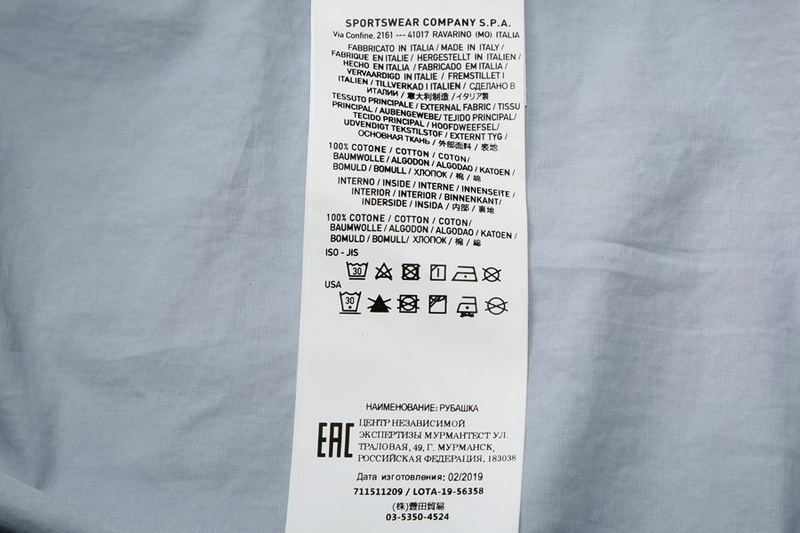 SPORTSWEAR COMPANY S.P.A.
Via Confine, 2161 --- 41017 RAVARINO (MO) ITALIA
FABBRICATO IN ITALIA / MADE IN ITALY /
FABRIQUE EN ITALIE / HERGESTELLT IN ITALIEN /
HECHO EN ITALIA / FABRICADO EM ITALIA /
VERVAARDIGD IN ITALIE / FREMSTILLET I
ITALIEN / TILLVERKAD I ITALIEN / СДЕЛАНО В
ИТАЛИИ / 意大利制造 / イタリア製
TESSUTO PRINCIPALE / EXTERNAL FABRIC / TISSU
PRINCIPAL / AUBENGEWEBE / TEJIDO PRINCIPAL /
TECIDO PRINCIPAL / HOOFDWEEFSEL /
UDVENDIGT TEKSTILSTOF / EXTERNT TYG /
ОСНОВНАЯ ТКАНЬ / 外部面料 / 表地
100% COTONE / COTTON / COTON /
BAUMWOLLE / ALGODON / ALGODAO / KATOEN /
BOMULD / BOMULL / ХЛОПОК / 棉 / 綿
INTERNO / INSIDE / INTERNE / INNENSEITE /
INTERIOR / INTERIOR / BINNENKANT /
INDERSIDE / INSIDA / 内部 / 裏地
100% COTONE / COTTON / COTON /
BAUMWOLLE / ALGODON / ALGODAO / KATOEN /
BOMULD / BOMULL / ХЛОПОК / 棉 / 綿
ISO - JIS
30
USA
30
НАИМЕНОВАНИЕ: РУБАШКА
EAC
ЦЕНТР НЕЗАВИСИМОЙ
ЭКСПЕРТИЗЫ МУРМАНТЕСТ УЛ.
ТРАЛОВАЯ, 49, Г. МУРМАНСК,
РОССИЙСКАЯ ФЕДЕРАЦИЯ, 183038
Дата изготовления: 02/2019
711511209 / LOTA-19-56358
(株)豊田貿易
03-5350-4524